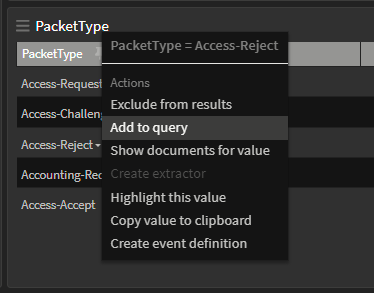 PacketType
PacketType
Access-Request
Access-Challeng
Access-Reject
Accounting-Rec
Access-Accept
PacketType = Access-Reject
Actions
Exclude from results
Add to query
Show documents for value
Create extractor
Highlight this value
Copy value to clipboard
Create event definition